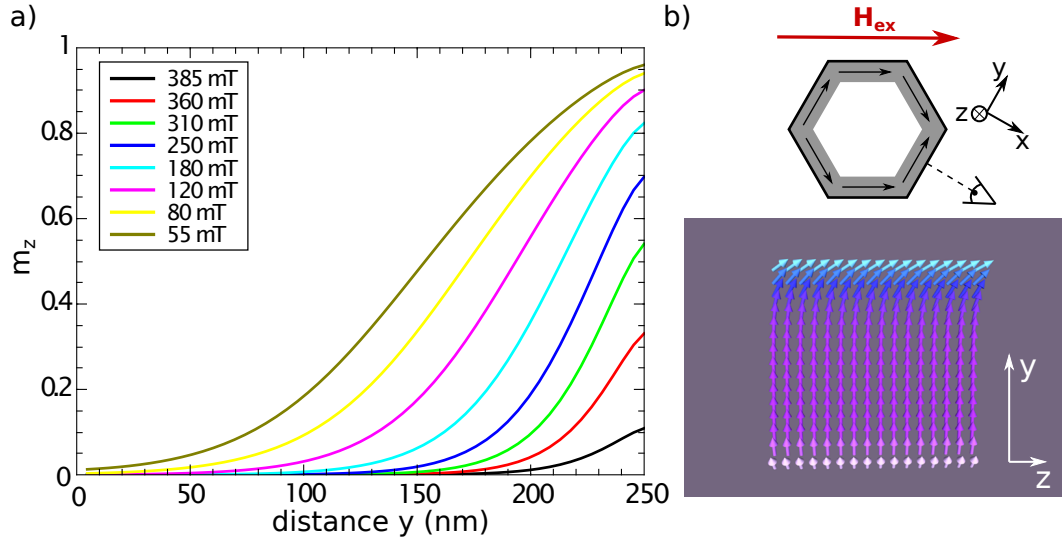 a)
m_z
1
0.8
0.6
0.4
0.2
0
385 mT
360 mT
310 mT
250 mT
180 mT
120 mT
80 mT
55 mT
0
50
100
150
200
250
distance y (nm)
b)
H_ex
y
z
x
y
z